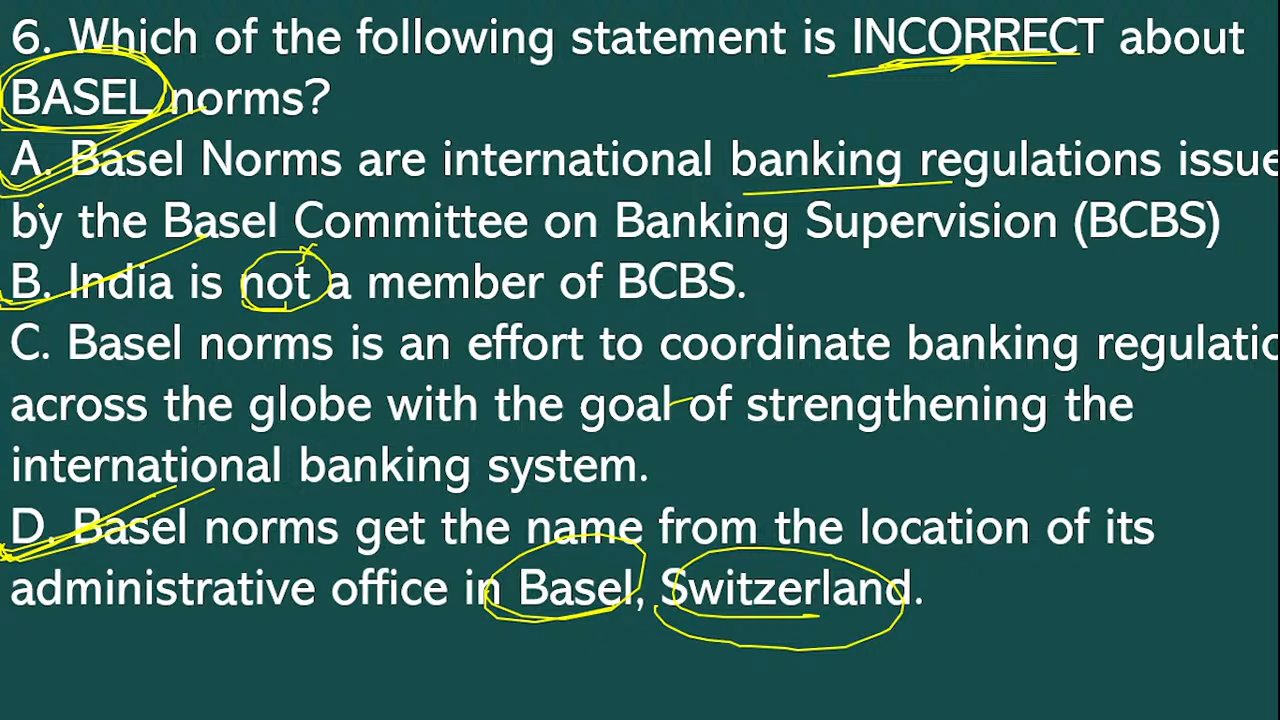 6. Which of the following statement is INCORRECT about
BASEL norms?
A. Basel Norms are international banking regulations issue
by the Basel Committee on Banking Supervision (BCBS)
B. India is not a member of BCBS.
C. Basel norms is an effort to coordinate banking regulatio
across the globe with the goal of strengthening the
international banking system.
D. Basel norms get the name from the location of its
administrative office in Basel, Switzerland.